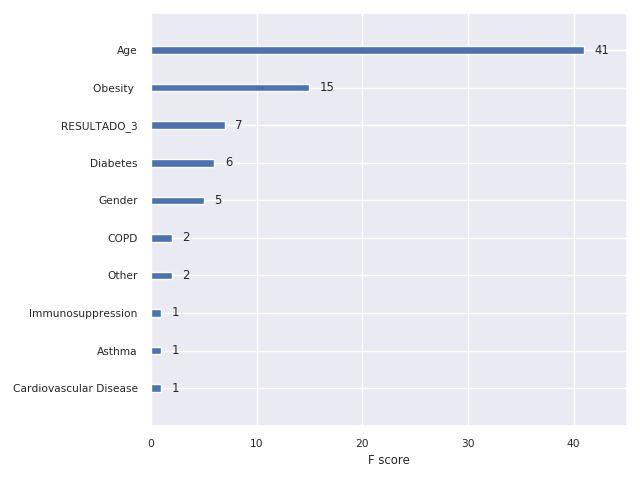 Age 41
Obesity 15
RESULTADO_3 7
Diabetes 6
Gender 5
COPD 2
Other 2
Immunosuppression 1
Asthma 1
Cardiovascular Disease 1
0 10 20 30 40
F score